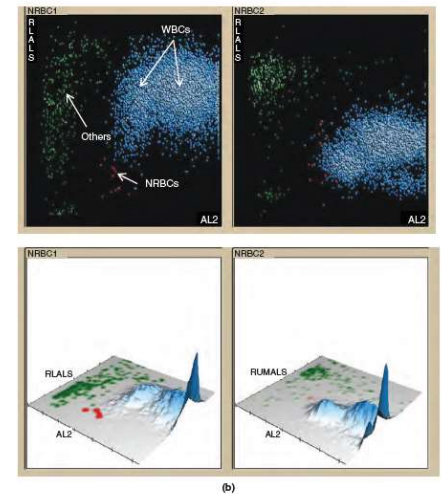 NRBC1
NRBC2
RLALS
WBCs
Others
NRBCs
AL2
RLALS
AL2
NRBC1
NRBC2
RLALS
AL2
RUMALS
AL2
(b)